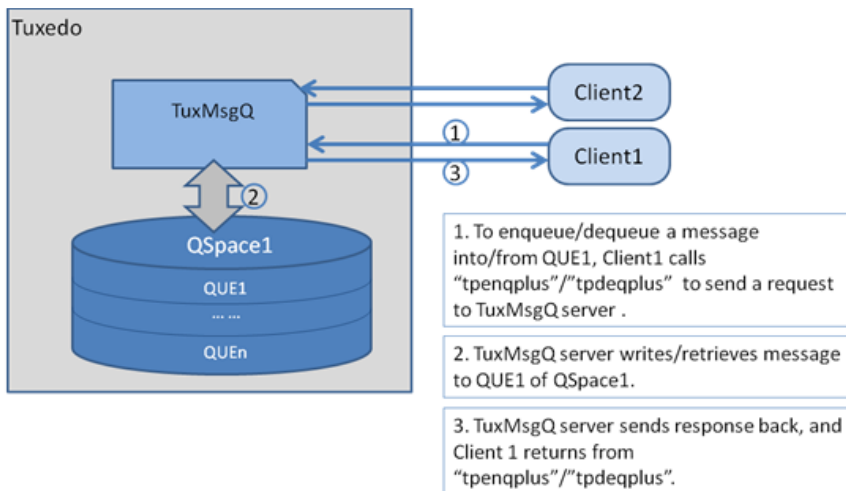 Tuxedo
TuxMsgQ
Client2
1
Client1
3
2
QSpace1
QUE1
... ...
QUEn
1. To enqueue/dequeue a message
into/from QUE1, Client1 calls
“tpenqplus”/”tpdeqplus” to send a request
to TuxMsgQ server .
2. TuxMsgQ server writes/retrieves message
to QUE1 of QSpace1.
3. TuxMsgQ server sends response back, and
Client 1 returns from
“tpenqplus”/”tpdeqplus”.